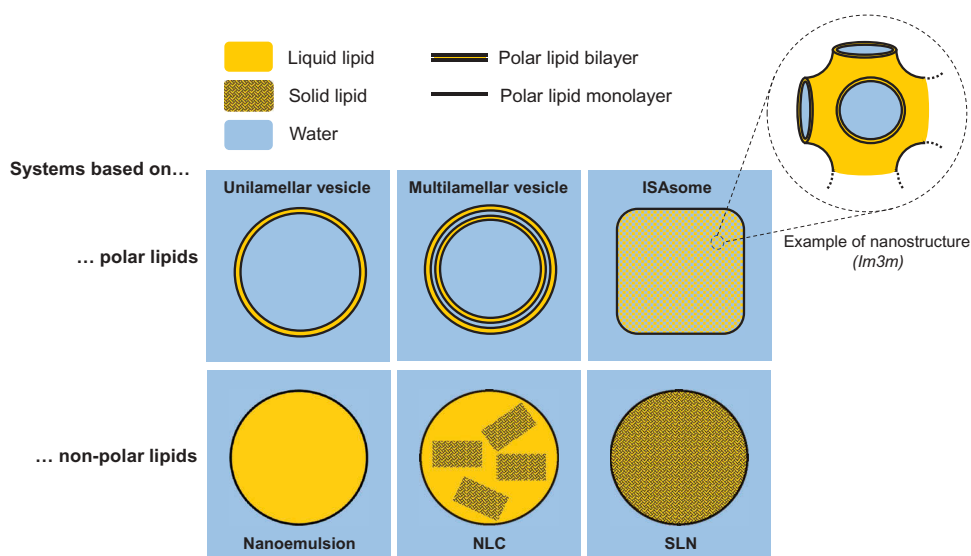 Liquid lipid
Polar lipid bilayer
Solid lipid
Polar lipid monolayer
Water
Systems based on…
Unilamellar vesicle
Multilamellar vesicle
ISAsome
Example of nanostructure
(Im3m)
… polar lipids
… non-polar lipids
Nanoemulsion
NLC
SLN